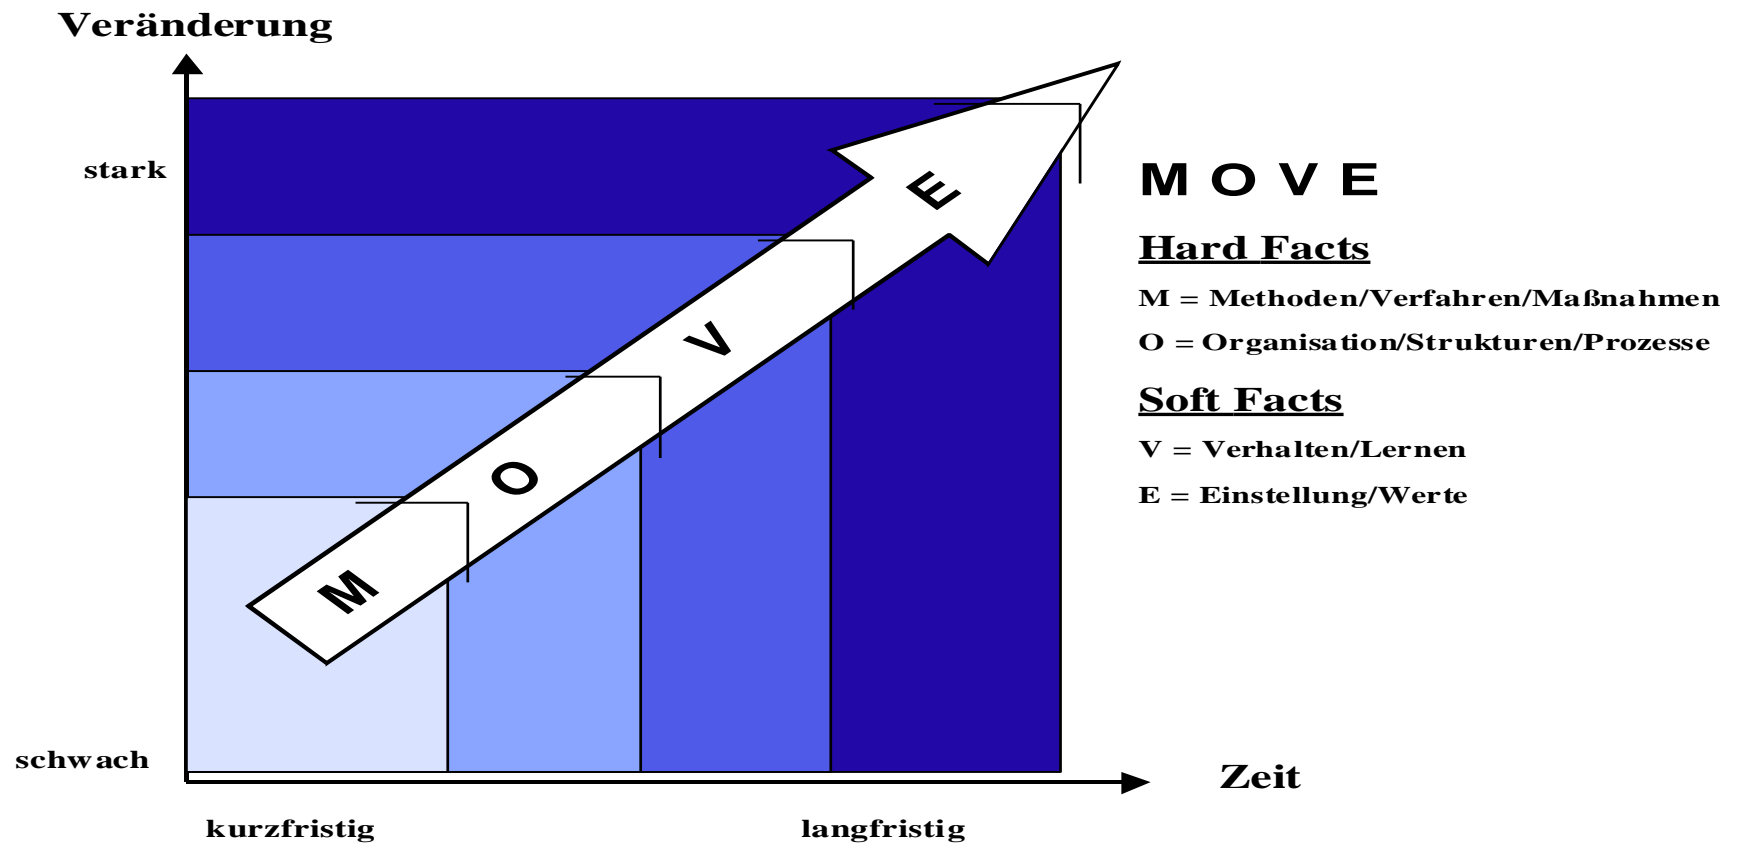 Veränderung
stark
schwach
kurzfristig
langfristig
Zeit
M
O
V
E
M O V E
Hard Facts
M = Methoden/Verfahren/Maßnahmen
O = Organisation/Strukturen/Prozesse
Soft Facts
V = Verhalten/Lernen
E = Einstellung/Werte